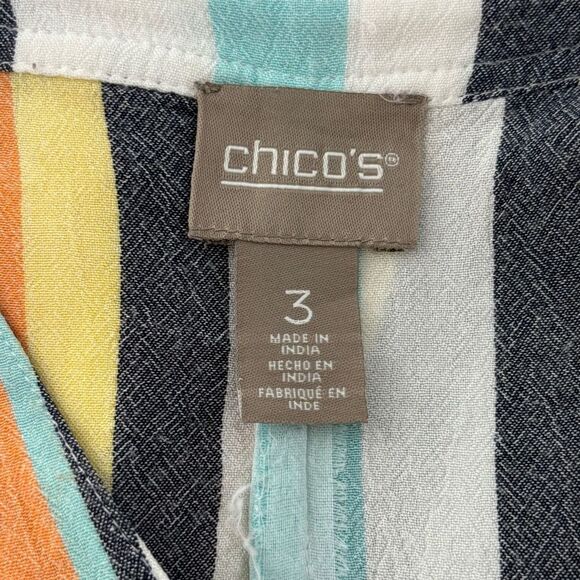 chico's®
3
MADE IN
INDIA
HECHO EN
INDIA
FABRIQUÉ EN
INDE